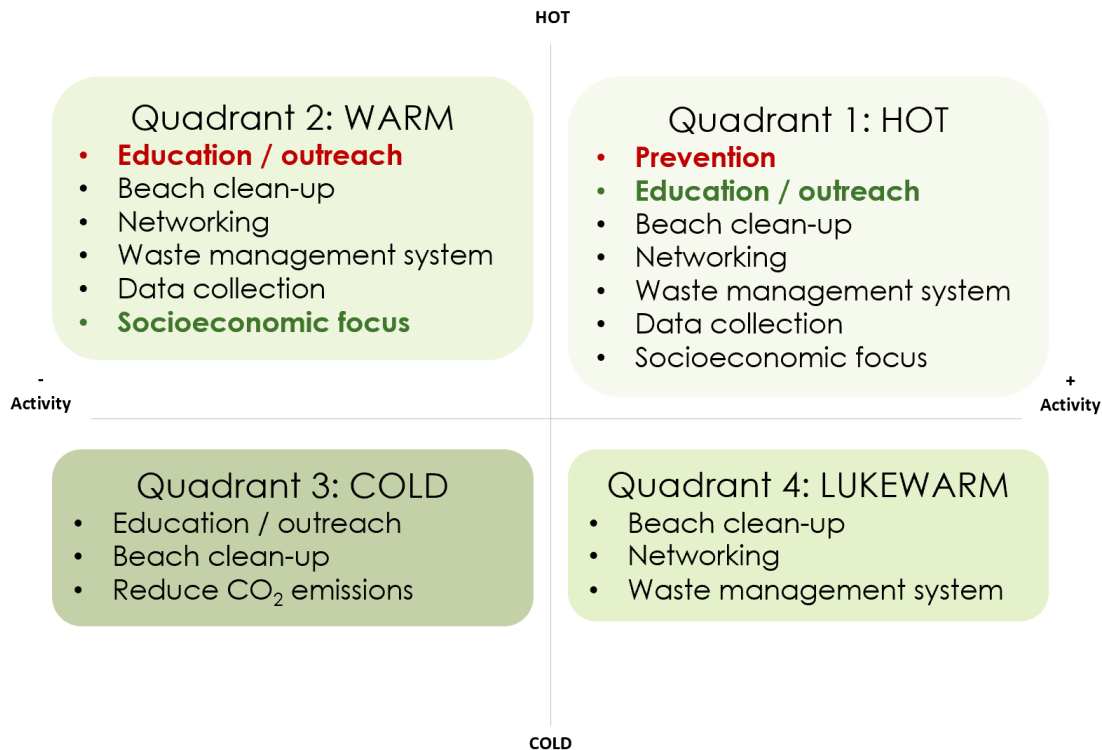 HOT
Quadrant 2: WARM
• Education / outreach
• Beach clean-up
• Networking
• Waste management system
• Data collection
• Socioeconomic focus
Quadrant 1: HOT
• Prevention
• Education / outreach
• Beach clean-up
• Networking
• Waste management system
• Data collection
• Socioeconomic focus
-
Activity
+
Activity
Quadrant 3: COLD
• Education / outreach
• Beach clean-up
• Reduce CO₂ emissions
Quadrant 4: LUKEWARM
• Beach clean-up
• Networking
• Waste management system
COLD